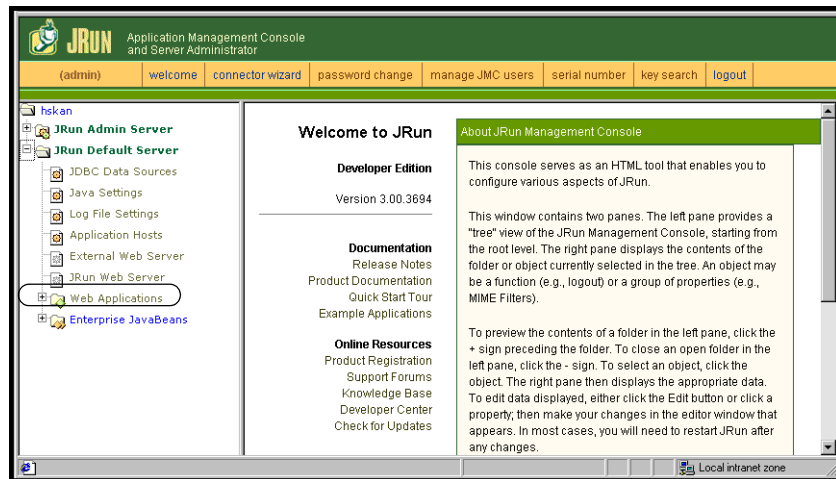 JRUN
Application Management Console
and Server Administrator
(admin) welcome connector wizard password change manage JMC users serial number key search logout
hskan
JRun Admin Server
JRun Default Server
JDBC Data Sources
Java Settings
Log File Settings
Application Hosts
External Web Server
JRun Web Server
Web Applications
Enterprise JavaBeans
Welcome to JRun
Developer Edition
Version 3.00.3694
Documentation
Release Notes
Product Documentation
Quick Start Tour
Example Applications
Online Resources
Product Registration
Support Forums
Knowledge Base
Developer Center
Check for Updates
About JRun Management Console
This console serves as an HTML tool that enables you to
configure various aspects of JRun.
This window contains two panes. The left pane provides a
"tree" view of the JRun Management Console, starting from
the root level. The right pane displays the contents of the
folder or object currently selected in the tree. An object may
be a function (e.g., logout) or a group of properties (e.g.,
MIME Filters).
To preview the contents of a folder in the left pane, click the
+ sign preceding the folder. To close an open folder in the
left pane, click the - sign. To select an object, click the
object. The right pane then displays the appropriate data.
To edit data displayed, either click the Edit button or click a
property; then make your changes in the editor window that
appears. In most cases, you will need to restart JRun after
any changes.
Local intranet zone